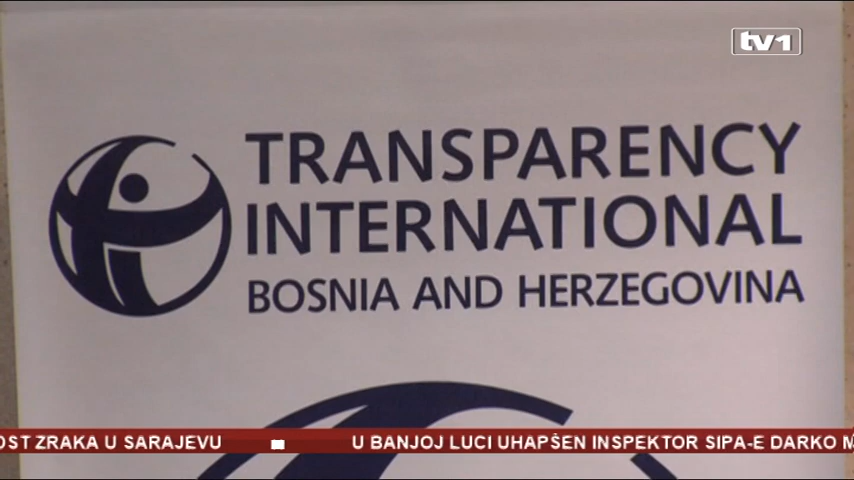 tv1
TRANSPARENCY
INTERNATIONAL
BOSNIA AND HERZEGOVINA
ZRAKA U SARAJEVU
U BANJOJ LUCI UHAPŠEN INSPEKTOR SIPA-E DARKO